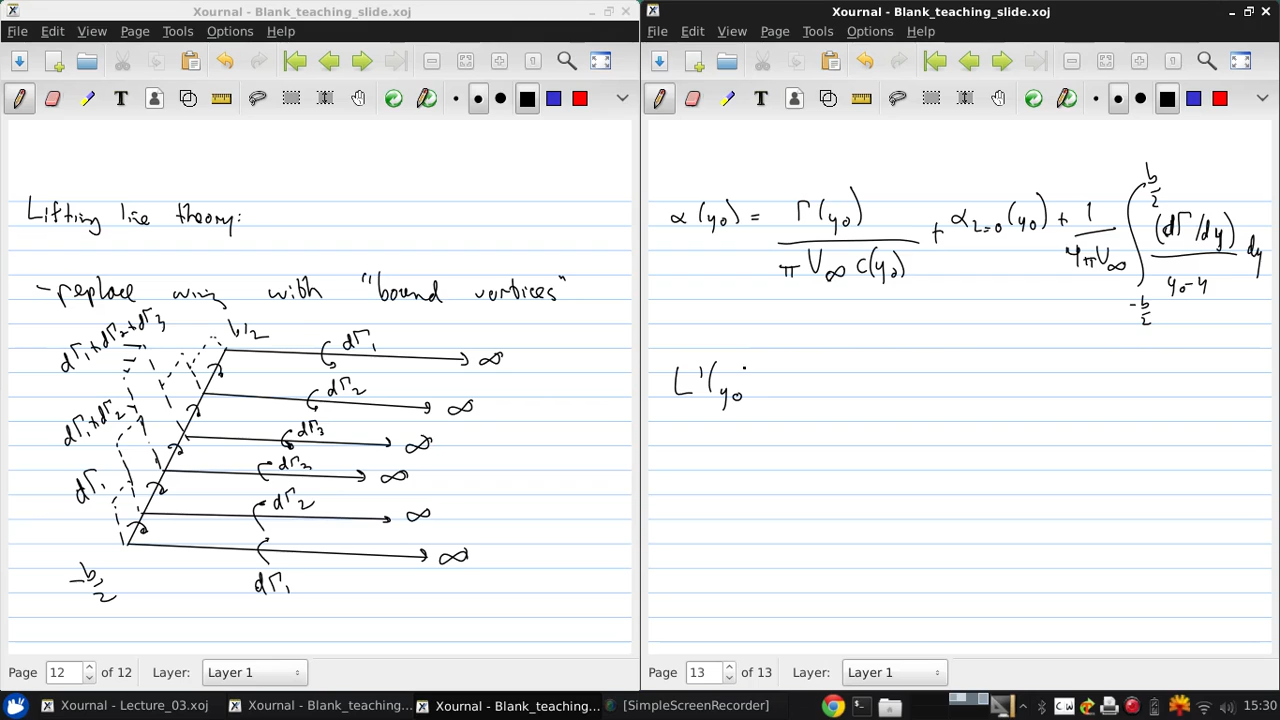 Xournal - Blank_teaching_slide.xoj
File Edit View Page Tools Options Help
Lifting line theory:
-replace wing with "bound vortices"
b/2
dΓ1+dΓ2+dΓ3
dΓ1+dΓ2
dΓ1
-b/2
dΓ1 ∞
dΓ2 ∞
dΓ3 ∞
dΓ3 ∞
dΓ2 ∞
dΓ1 ∞
Page 12 of 12 Layer: Layer 1
Xournal - Blank_teaching_slide.xoj
File Edit View Page Tools Options Help
α(y0) = Γ(y0) / π V∞ c(y0) + α L=0 (y0) + 1 / 4πV∞ ∫ -b/2 b/2 (dΓ/dy) / y0-y dy
L'(y0
Page 13 of 13 Layer: Layer 1
Xournal - Lecture_03.xoj Xournal - Blank_teaching... Xournal - Blank_teaching... [SimpleScreenRecorder] 15:30